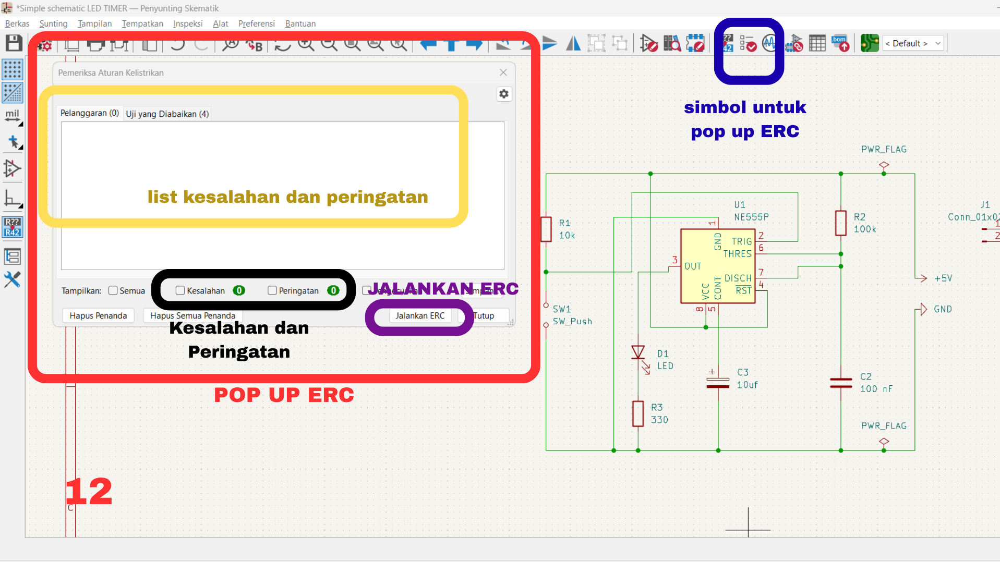 *Simple schematic LED TIMER — Penyunting Skematik
Berkas Sunting Tampilan Tempatkan Inspeksi Alat Preferensi Bantuan
< Default >
.bom
mil
R??
R42
Pemeriksa Aturan Kelistrikan
Pelanggaran (0) Uji yang Diabaikan (4)
list kesalahan dan peringatan
Tampilkan: Semua Kesalahan 0 Peringatan 0
JALANKAN ERC
Hapus Penanda Hapus Semua Penanda Jalankan ERC Tutup
Kesalahan dan
Peringatan
POP UP ERC
12
C
simbol untuk
pop up ERC
PWR_FLAG
R1
10k
U1
NE555P
1
GND
TRIG 2
THRES 6
3 OUT
DISCH 7
RST 4
VCC
CONT
8
5
R2
100k
J1
Conn_01x02
1
2
+5V
GND
SW1
SW_Push
D1
LED
+
C3
10uf
C2
100 nF
R3
330
PWR_FLAG